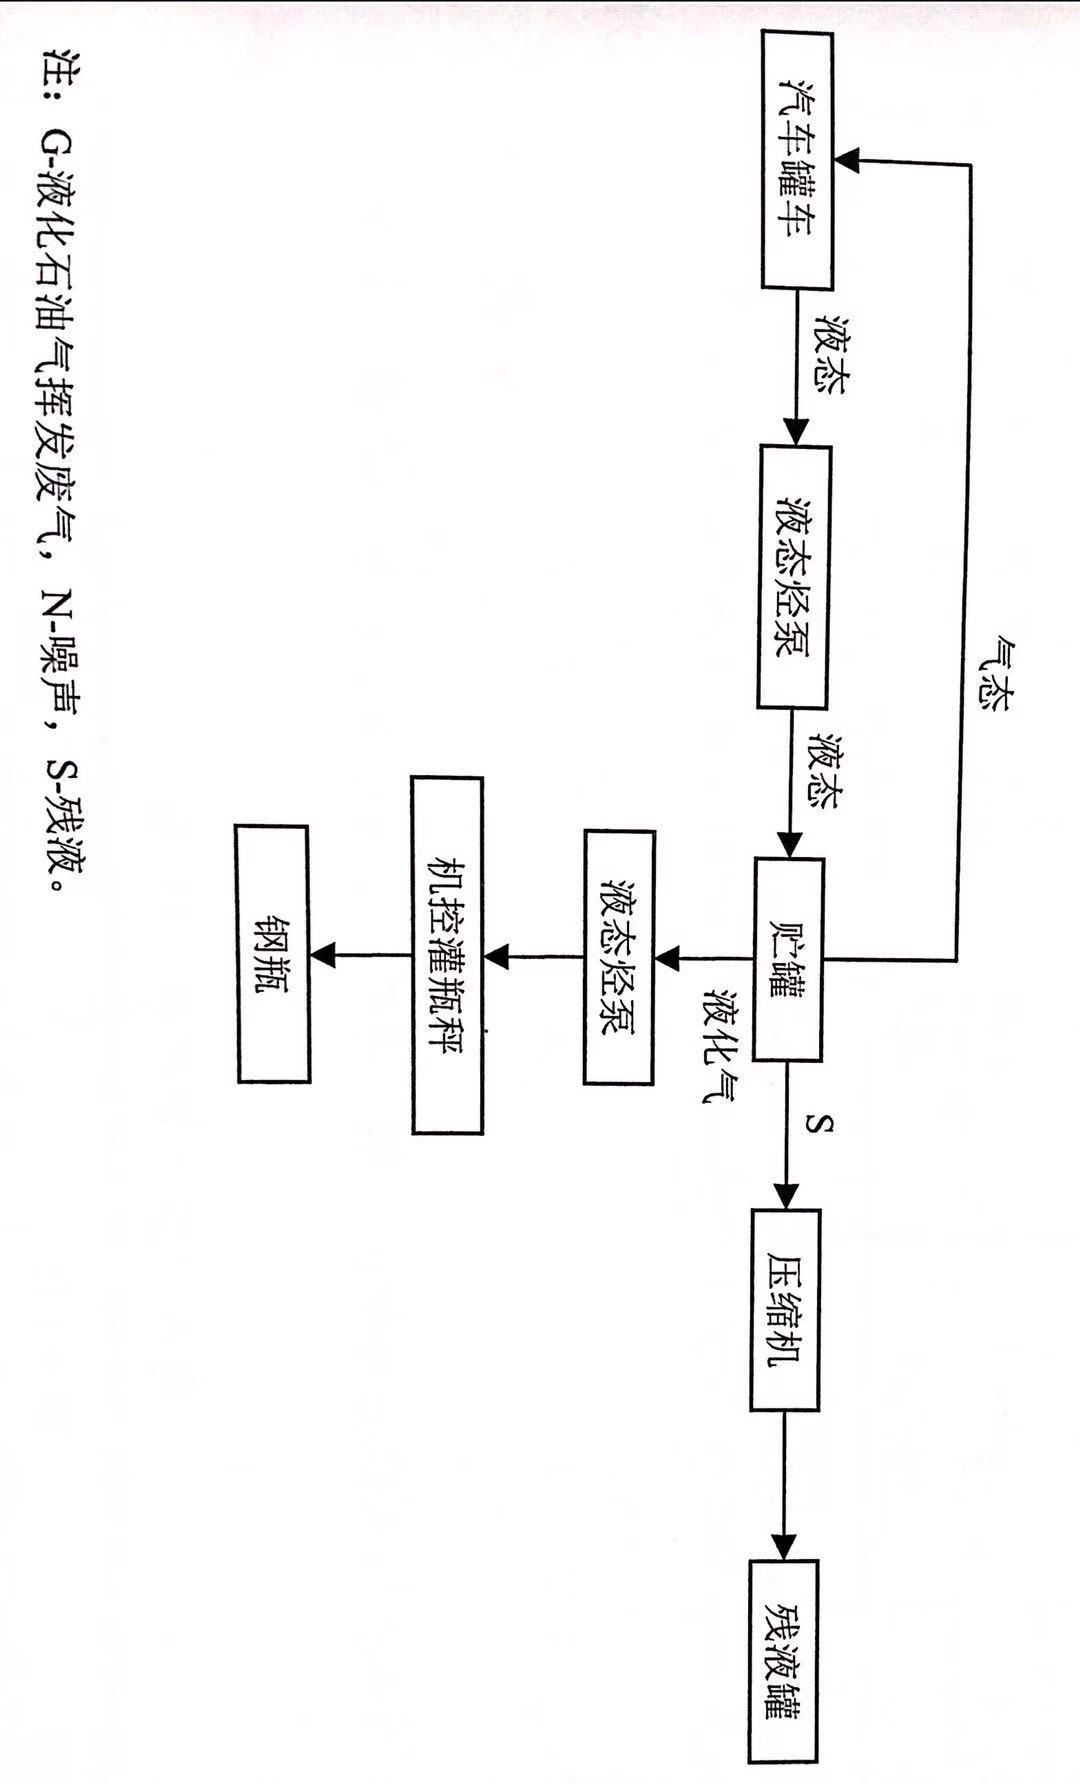 气态
汽车罐车
液态
液态烃泵
液态
贮罐
S
压缩机
残液罐
液化气
液态烃泵
机控灌瓶秤
钢瓶
注：G-液化石油气挥发废气，N-噪声，S-残液。